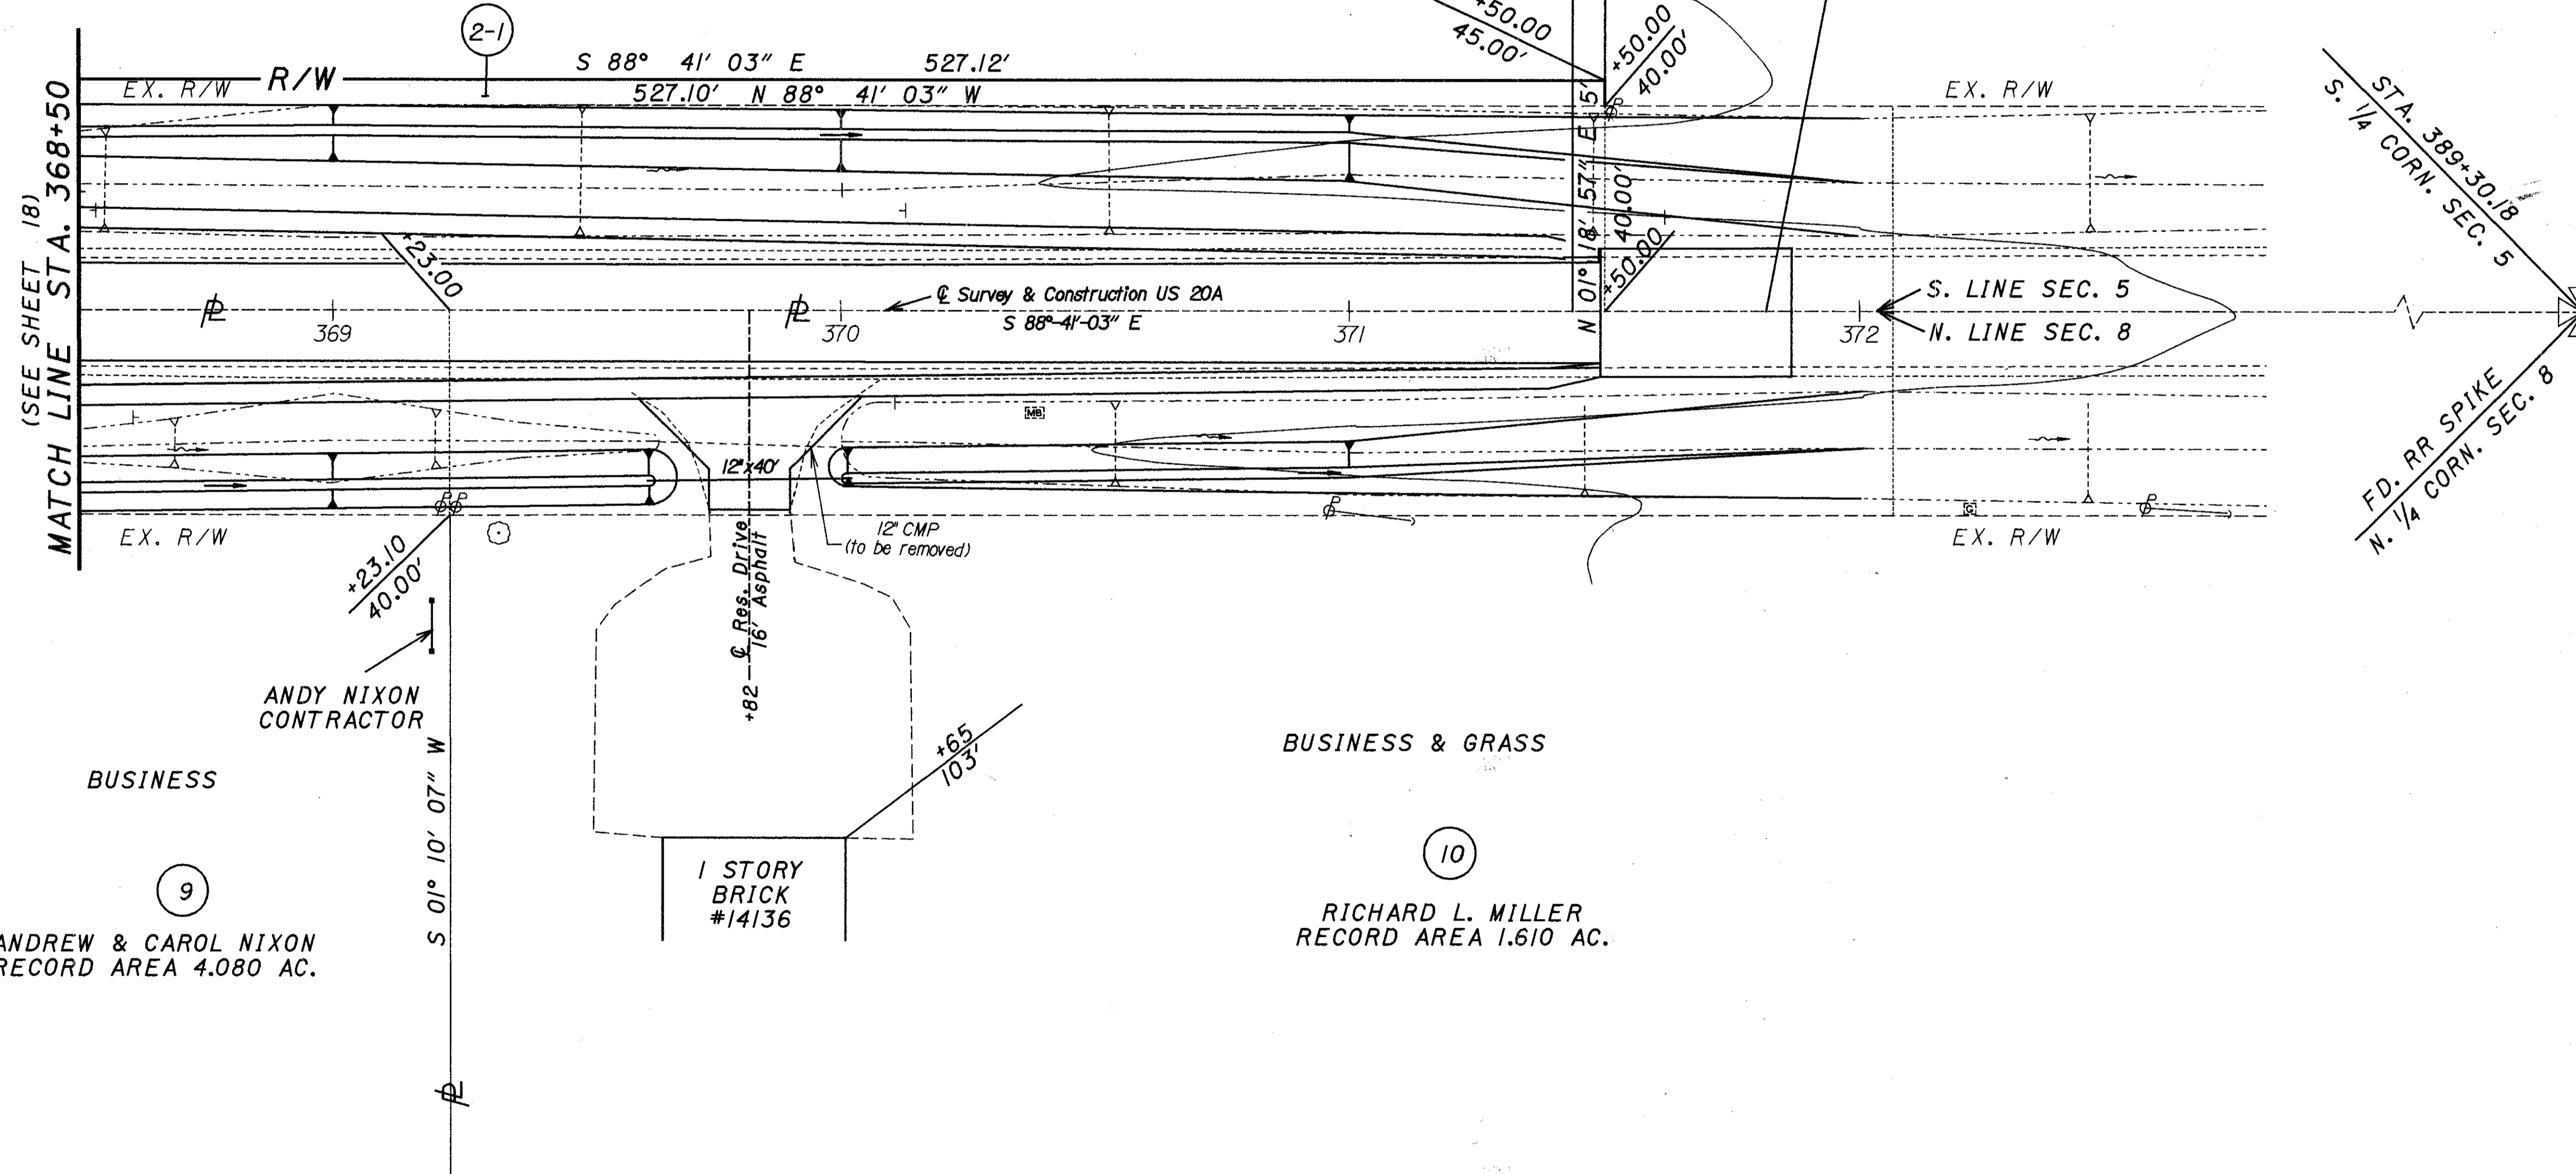 2-1
S 88° 41' 03" E 527.12'
R/W
EX. R/W
527.10' N 88° 41' 03" W
+50.00
45.00'
+50.00
40.00'
EX. R/W
N 01° 18' 57" E 5'
40.00'
+50.00
STA. 389+30.18
S. 1/4 CORN. SEC. 5
MATCH LINE STA. 368+50
(SEE SHEET 18)
+23.00
℄ Survey & Construction US 20A
S 88°-41'-03" E
S. LINE SEC. 5
N. LINE SEC. 8
PL
PL
369
370
371
372
MB
12"x40'
P P
P
P
P
G
FD. RR SPIKE
N. 1/4 CORN. SEC. 8
EX. R/W
12" CMP
(to be removed)
EX. R/W
+23.10
40.00'
℄ Res. Drive
16' Asphalt
+82
ANDY NIXON
CONTRACTOR
S 01° 10' 07" W
+65
103'
BUSINESS & GRASS
BUSINESS
9
ANDREW & CAROL NIXON
RECORD AREA 4.080 AC.
1 STORY
BRICK
#14136
10
RICHARD L. MILLER
RECORD AREA 1.610 AC.
PL